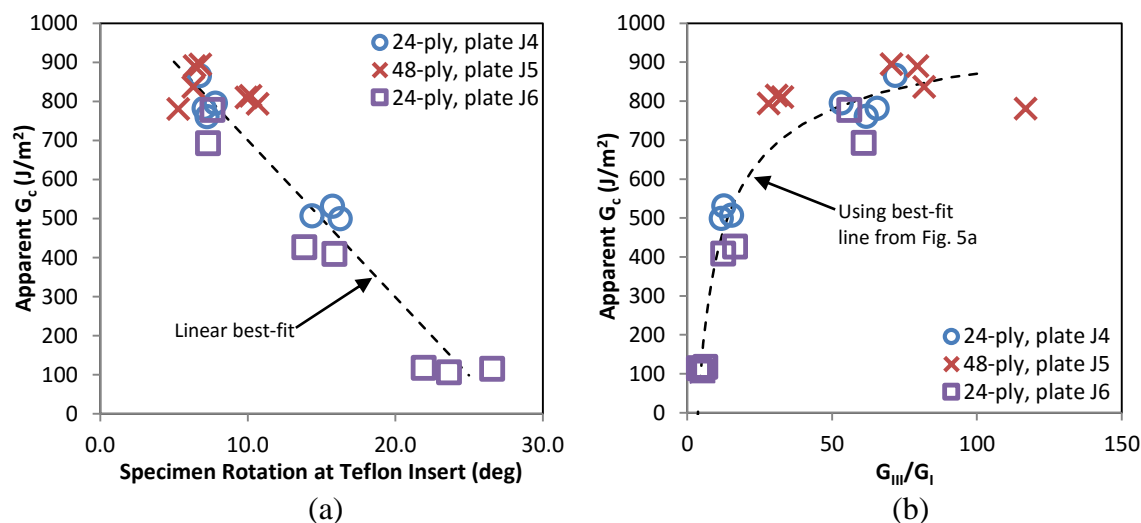 1000
900
800
700
600
500
400
300
200
100
0
Apparent Gc (J/m²)
24-ply, plate J4
48-ply, plate J5
24-ply, plate J6
Linear best-fit
0.0 10.0 20.0 30.0
Specimen Rotation at Teflon Insert (deg)
(a)
1000
900
800
700
600
500
400
300
200
100
0
Apparent Gc (J/m²)
Using best-fit
line from Fig. 5a
24-ply, plate J4
48-ply, plate J5
24-ply, plate J6
0 50 100 150
GIII/GI
(b)